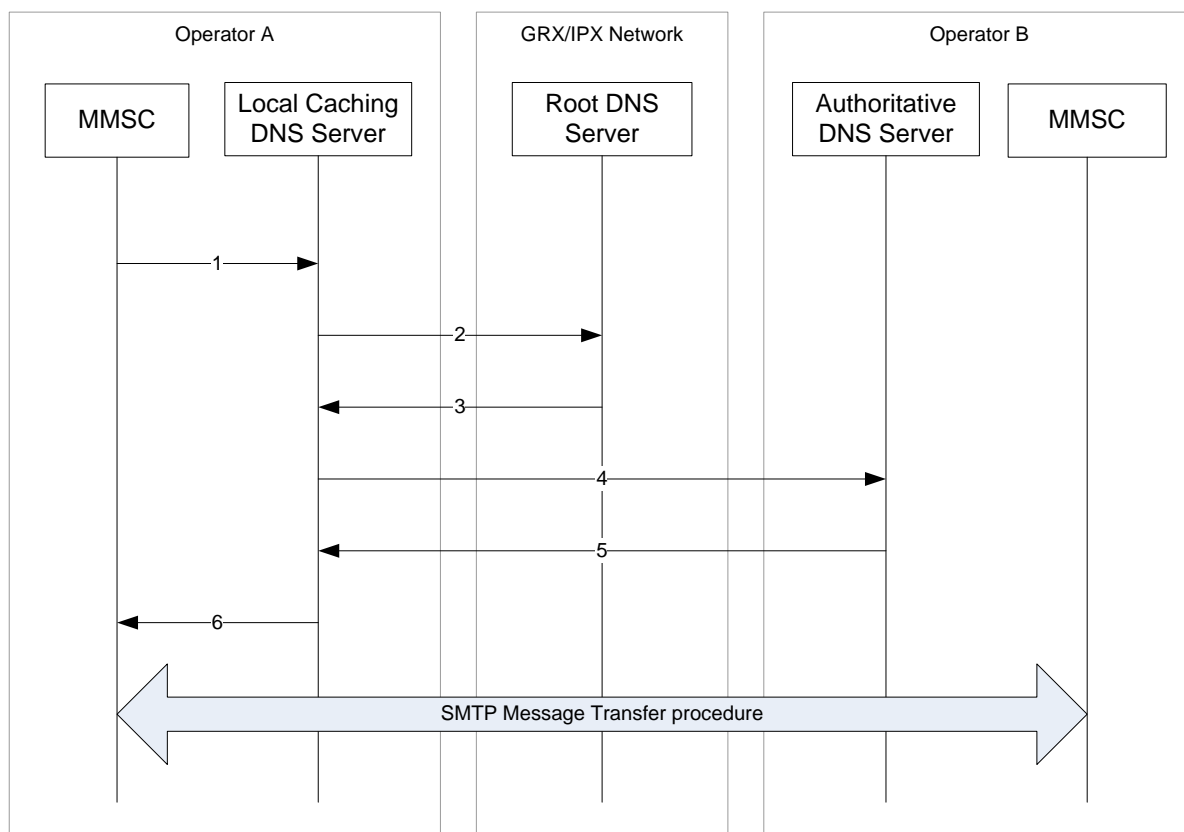 Operator A
GRX/IPX Network
Operator B
MMSC
Local Caching
DNS Server
Root DNS
Server
Authoritative
DNS Server
MMSC
1
2
3
4
5
6
SMTP Message Transfer procedure